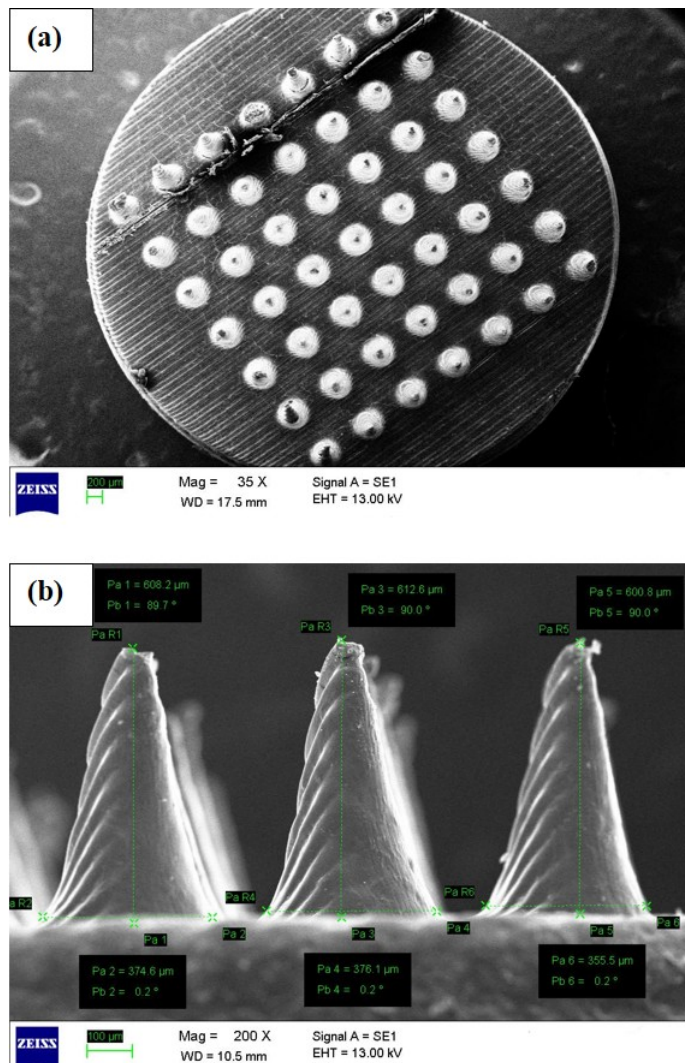 (a)
ZEISS
200 µm
Mag = 35 X
Signal A = SE1
WD = 17.5 mm
EHT = 13.00 kV
(b)
Pa 1 = 608.2 µm
Pb 1 = 89.7 °
Pa 3 = 612.6 µm
Pb 3 = 90.0 °
Pa 5 = 600.8 µm
Pb 5 = 90.0 °
Pa R1
Pa R3
Pa R5
Pa R2
Pa R4
Pa R6
Pa 1
Pa 2
Pa 3
Pa 4
Pa 5
Pa 6
Pa 2 = 374.6 µm
Pb 2 = 0.2 °
Pa 4 = 376.1 µm
Pb 4 = 0.2 °
Pa 6 = 355.5 µm
Pb 6 = 0.2 °
ZEISS
100 µm
Mag = 200 X
Signal A = SE1
WD = 10.5 mm
EHT = 13.00 kV